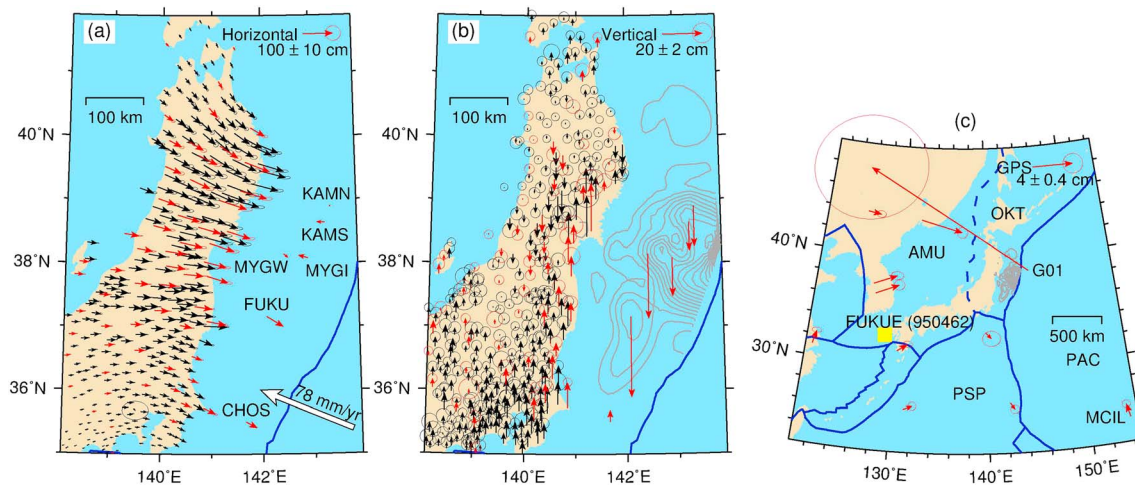 (a)
Horizontal
100 ± 10 cm
100 km
40˚N
38˚N
36˚N
KAMN
KAMS
MYGW
MYGI
FUKU
CHOS
78 mm/yr
140˚E
142˚E
(b)
Vertical
20 ± 2 cm
100 km
40˚N
38˚N
36˚N
140˚E
142˚E
(c)
GPS
4 ± 0.4 cm
OKT
AMU
G01
40˚N
FUKUE (950462)
500 km
30˚N
PAC
PSP
MCIL
130˚E
140˚E
150˚E